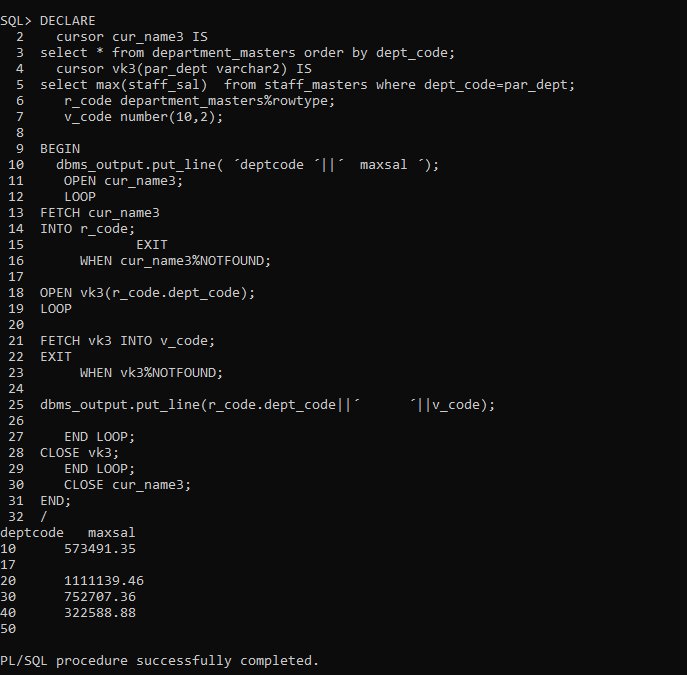 SQL> DECLARE
  2    cursor cur_name3 IS
  3  select * from department_masters order by dept_code;
  4    cursor vk3(par_dept varchar2) IS
  5  select max(staff_sal)  from staff_masters where dept_code=par_dept;
  6     r_code department_masters%rowtype;
  7     v_code number(10,2);
  8
  9  BEGIN
 10    dbms_output.put_line( ´deptcode ´||´  maxsal ´);
 11     OPEN cur_name3;
 12     LOOP
 13  FETCH cur_name3
 14  INTO r_code;
 15              EXIT
 16       WHEN cur_name3%NOTFOUND;
 17
 18  OPEN vk3(r_code.dept_code);
 19  LOOP
 20
 21  FETCH vk3 INTO v_code;
 22  EXIT
 23       WHEN vk3%NOTFOUND;
 24
 25  dbms_output.put_line(r_code.dept_code||´      ´||v_code);
 26
 27     END LOOP;
 28  CLOSE vk3;
 29     END LOOP;
 30     CLOSE cur_name3;
 31  END;
 32  /
deptcode   maxsal
10      573491.35
17
20      1111139.46
30      752707.36
40      322588.88
50
PL/SQL procedure successfully completed.